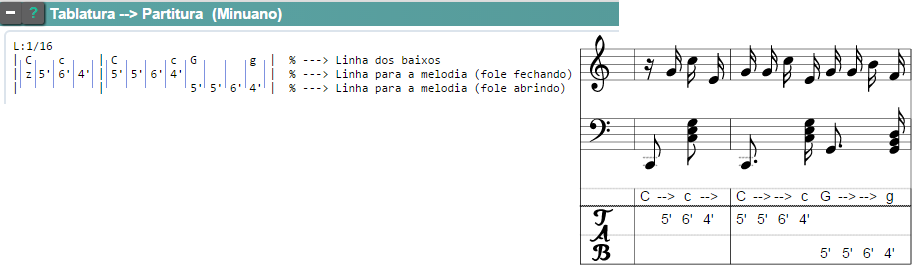 − ? Tablatura --> Partitura (Minuano)
L:1/16
| C c | C c G g | % ---> Linha dos baixos
| z 5' 6' 4' | 5' 5' 6' 4' | % ---> Linha para a melodia (fole fechando)
| | 5' 5' 6' 4' | % ---> Linha para a melodia (fole abrindo)
C --> c --> C --> --> c G --> --> g
T A B
5' 6' 4' 5' 5' 6' 4'
5' 5' 6' 4'